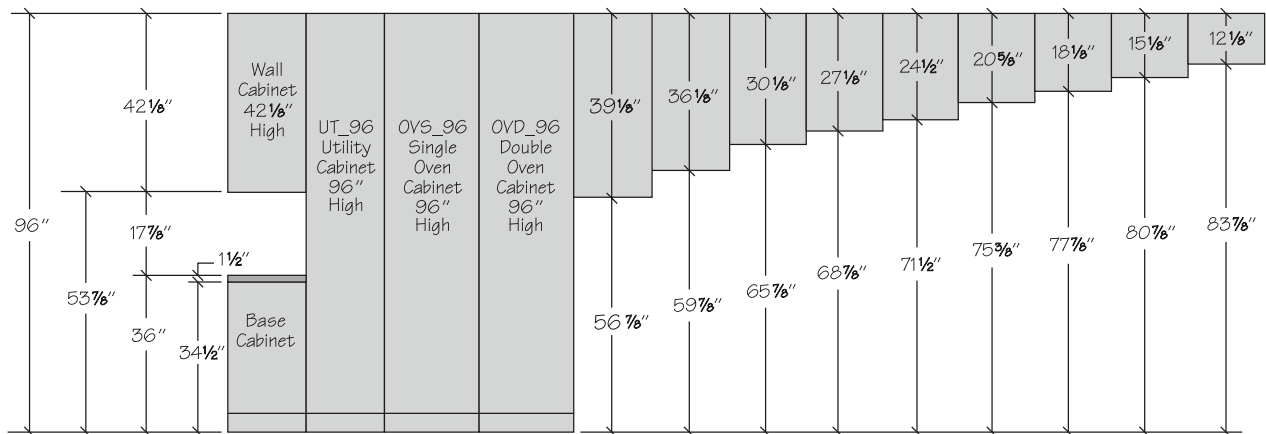 96″
42⅛″
17⅞″
53⅞″
36″
1½″
34½″
Wall
Cabinet
42⅛″
High
Base
Cabinet
UT_96
Utility
Cabinet
96″
High
OVS_96
Single
Oven
Cabinet
96″
High
OVD_96
Double
Oven
Cabinet
96″
High
39⅛″
56 ⅞″
36⅛″
59⅞″
30⅛″
65⅞″
27⅛″
68⅞″
24½″
71½″
20⅝″
75⅜″
18⅛″
77⅞″
15⅛″
80⅞″
12⅛″
83⅞″